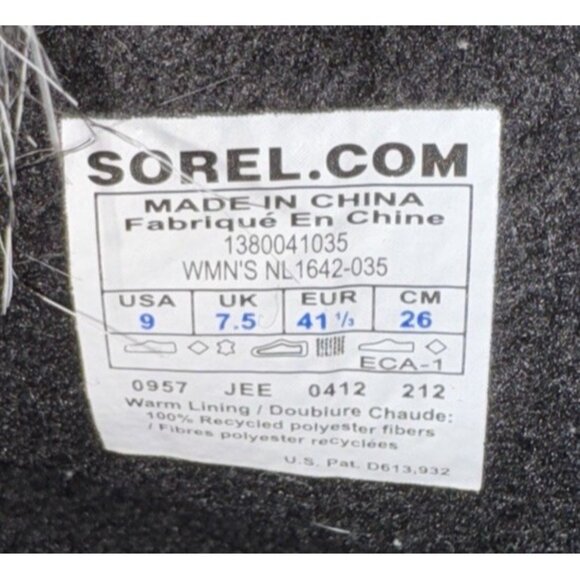 SOREL.COM
MADE IN CHINA
Fabriqué En Chine
1380041035
WMN'S NL1642-035
USA UK EUR CM
9 7.5 41 1/3 26
ECA-1
0957 JEE 0412 212
Warm Lining / Doublure Chaude:
100% Recycled polyester fibers
/ Fibres polyester recyclées
U.S. Pat. D613,932